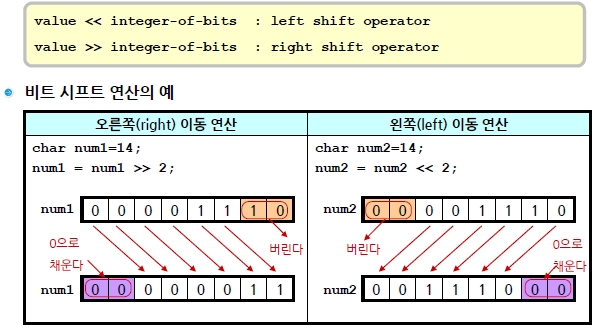 value << integer-of-bits : left shift operator
value >> integer-of-bits : right shift operator
비트 시프트 연산의 예
오른쪽(right) 이동 연산
char num1=14;
num1 = num1 >> 2;
num1 0 0 0 0 1 1 1 0
0으로
채운다
버린다
num1 0 0 0 0 0 0 1 1
왼쪽(left) 이동 연산
char num2=14;
num2 = num2 << 2;
num2 0 0 0 0 1 1 1 0
버린다
0으로
채운다
num2 0 0 1 1 1 0 0 0